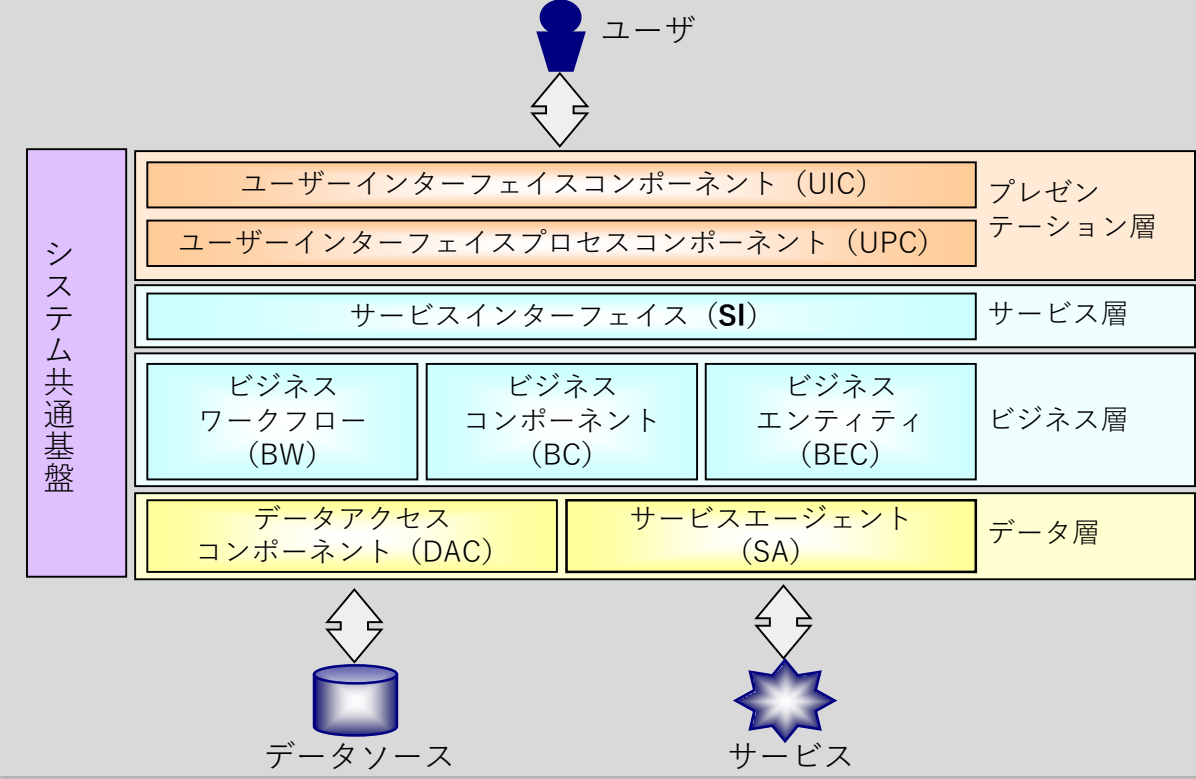 ユーザ
システム共通基盤
ユーザーインターフェイスコンポーネント（UIC）
ユーザーインターフェイスプロセスコンポーネント（UPC）
プレゼン
テーション層
サービスインターフェイス（SI）
サービス層
ビジネス
ワークフロー
（BW）
ビジネス
コンポーネント
（BC）
ビジネス
エンティティ
（BEC）
ビジネス層
データアクセス
コンポーネント（DAC）
サービスエージェント
（SA）
データ層
データソース
サービス